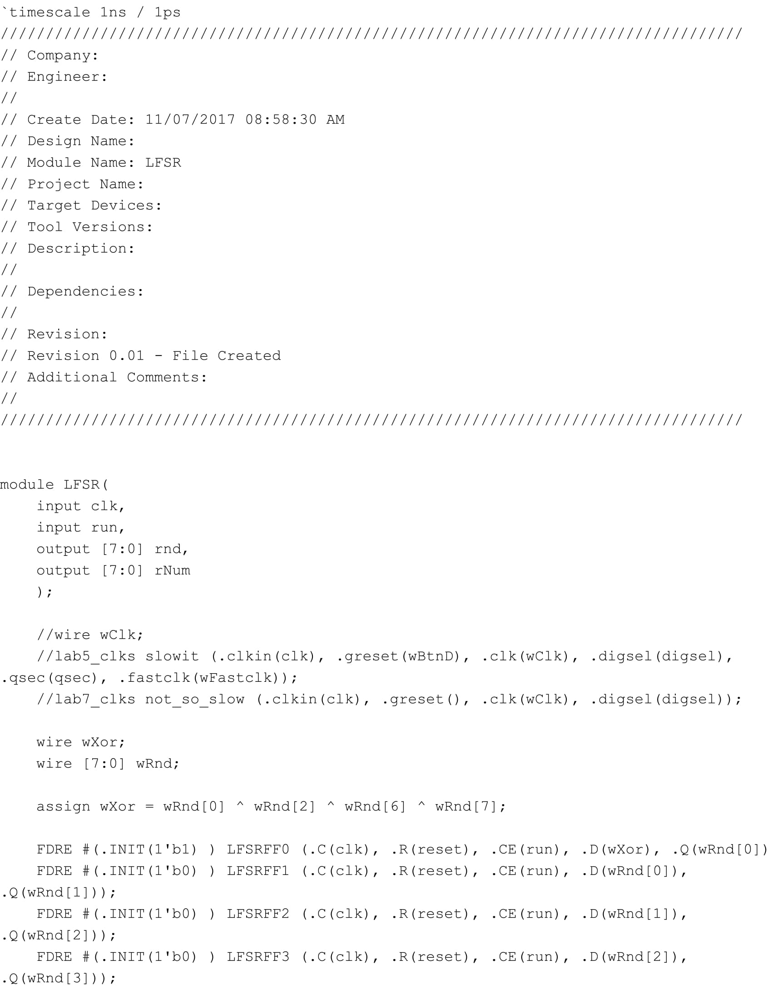 `timescale 1ns / 1ps
//////////////////////////////////////////////////////////////////////////////////
// Company:
// Engineer:
//
// Create Date: 11/07/2017 08:58:30 AM
// Design Name:
// Module Name: LFSR
// Project Name:
// Target Devices:
// Tool Versions:
// Description:
//
// Dependencies:
//
// Revision:
// Revision 0.01 - File Created
// Additional Comments:
//
//////////////////////////////////////////////////////////////////////////////////
module LFSR(
    input clk,
    input run,
    output [7:0] rnd,
    output [7:0] rNum
    );
    //wire wClk;
    //lab5_clks slowit (.clkin(clk), .greset(wBtnD), .clk(wClk), .digsel(digsel),
.qsec(qsec), .fastclk(wFastclk));
    //lab7_clks not_so_slow (.clkin(clk), .greset(), .clk(wClk), .digsel(digsel));
    wire wXor;
    wire [7:0] wRnd;
    assign wXor = wRnd[0] ^ wRnd[2] ^ wRnd[6] ^ wRnd[7];
    FDRE #(.INIT(1'b1) ) LFSRFF0 (.C(clk), .R(reset), .CE(run), .D(wXor), .Q(wRnd[0])
    FDRE #(.INIT(1'b0) ) LFSRFF1 (.C(clk), .R(reset), .CE(run), .D(wRnd[0]),
.Q(wRnd[1]));
    FDRE #(.INIT(1'b0) ) LFSRFF2 (.C(clk), .R(reset), .CE(run), .D(wRnd[1]),
.Q(wRnd[2]));
    FDRE #(.INIT(1'b0) ) LFSRFF3 (.C(clk), .R(reset), .CE(run), .D(wRnd[2]),
.Q(wRnd[3]));